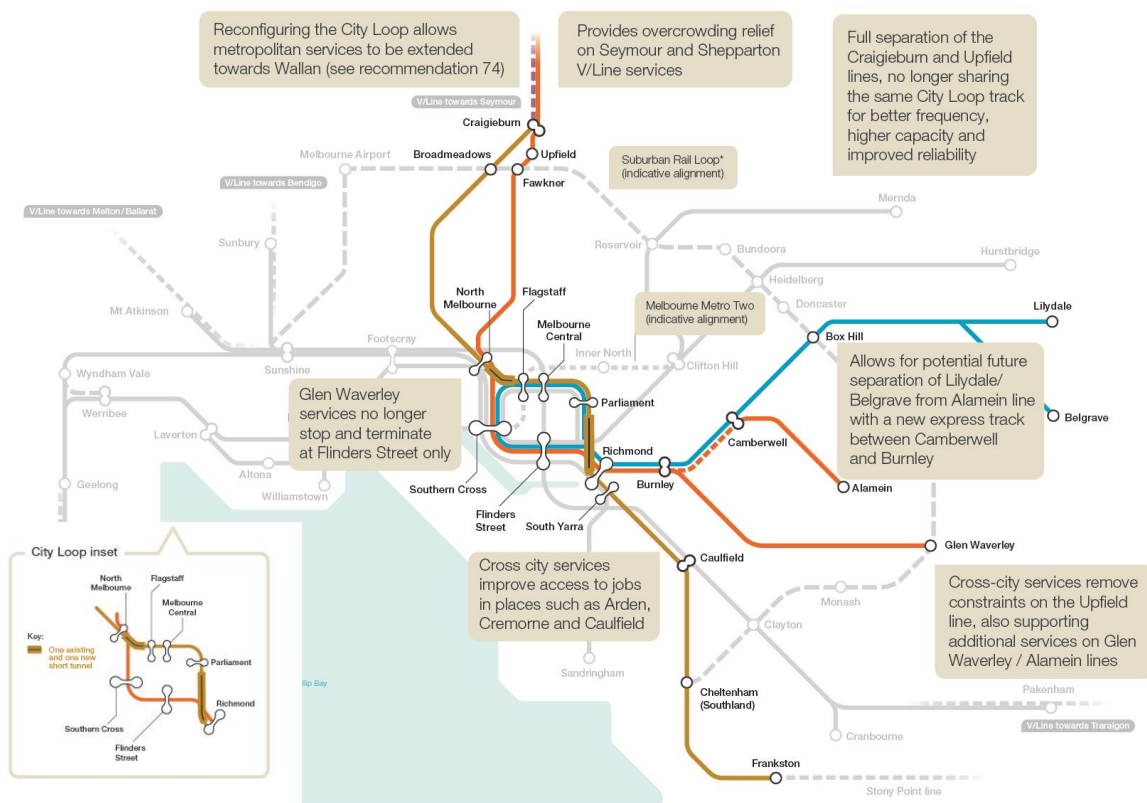 Reconfiguring the City Loop allows
metropolitan services to be extended
towards Wallan (see recommendation 74)
Provides overcrowding relief
on Seymour and Shepparton
V/Line services
Full separation of the
Craigieburn and Upfield
lines, no longer sharing
the same City Loop track
for better frequency,
higher capacity and
improved reliability
V/Line towards Seymour
Craigieburn
Melbourne Airport
Broadmeadows
Upfield
Fawkner
Suburban Rail Loop*
(indicative alignment)
V/Line towards Bendigo
V/Line towards Melton/Ballarat
Mernda
Sunbury
Reservoir
Bundoora
Hurstbridge
Heidelberg
North
Melbourne
Flagstaff
Melbourne Metro Two
(indicative alignment)
Doncaster
Lilydale
Mt Atkinson
Melbourne
Central
Box Hill
Footscray
Inner North
Clifton Hill
Wyndham Vale
Sunshine
Werribee
Glen Waverley
services no longer
stop and terminate
at Flinders Street only
Parliament
Allows for potential future
separation of Lilydale/
Belgrave from Alamein line
with a new express track
between Camberwell
and Burnley
Belgrave
Laverton
Camberwell
Richmond
Altona
Southern Cross
Burnley
Alamein
Geelong
Williamstown
Flinders
Street
South Yarra
Glen Waverley
City Loop inset
North
Melbourne
Flagstaff
Melbourne
Central
Key:
One existing
and one new
short tunnel
Parliament
Richmond
Southern Cross
Flinders
Street
Cross city services
improve access to jobs
in places such as Arden,
Cremorne and Caulfield
Caulfield
Monash
Clayton
Cross-city services remove
constraints on the Upfield
line, also supporting
additional services on Glen
Waverley / Alamein lines
Sandringham
lip Bay
Cheltenham
(Southland)
Pakenham
V/Line towards Traralgon
Cranbourne
Frankston
Stony Point line